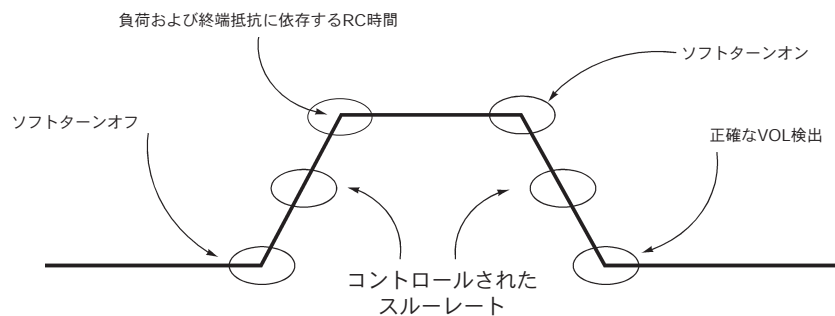 負荷および終端抵抗に依存するRC時間
ソフトターンオン
ソフトターンオフ
正確なVOL検出
コントロールされた
スルーレート